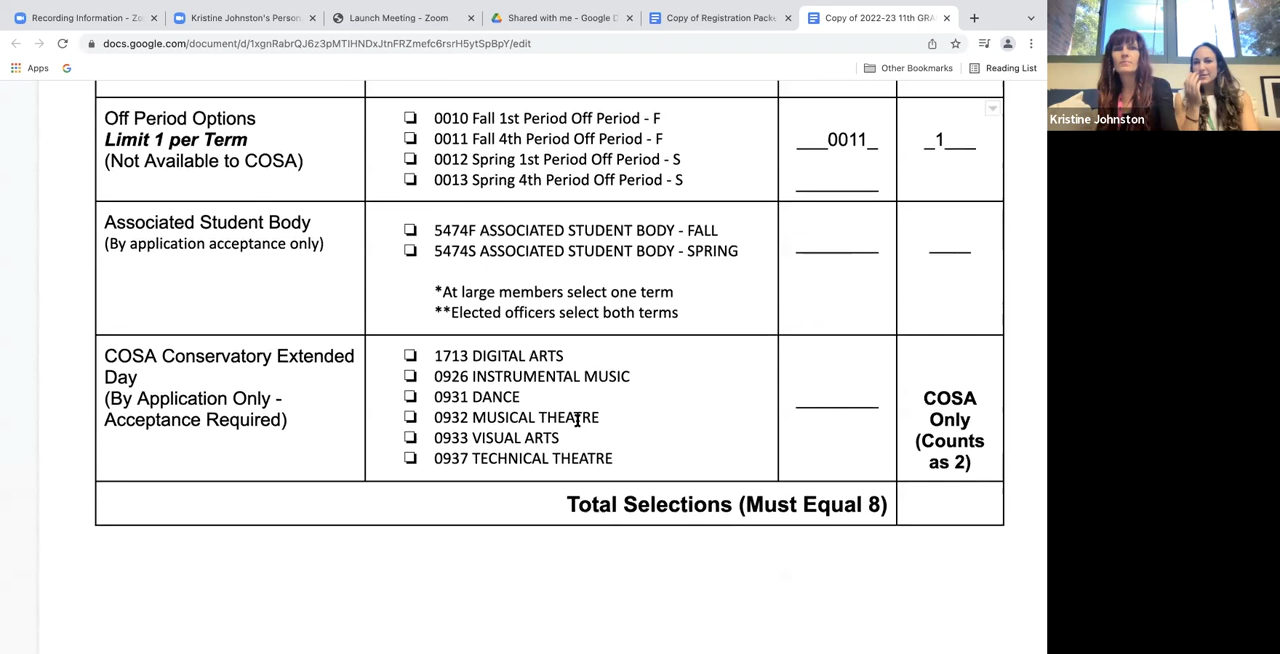 Recording Information - Zo
Kristine Johnston's Person
Launch Meeting - Zoom
Shared with me - Google D
Copy of Registration Packe
Copy of 2022-23 11th GRA
docs.google.com/document/d/1xgnRabrQJ6z3pMTIHNDxJtnFRZmefc6rsrH5ytSpBpY/edit
Apps
Other Bookmarks
Reading List
Kristine Johnston
Off Period Options
Limit 1 per Term
(Not Available to COSA)
0010 Fall 1st Period Off Period - F
0011 Fall 4th Period Off Period - F
0012 Spring 1st Period Off Period - S
0013 Spring 4th Period Off Period - S
___0011_
_1___
Associated Student Body
(By application acceptance only)
5474F ASSOCIATED STUDENT BODY - FALL
5474S ASSOCIATED STUDENT BODY - SPRING
*At large members select one term
**Elected officers select both terms
COSA Conservatory Extended
Day
(By Application Only -
Acceptance Required)
1713 DIGITAL ARTS
0926 INSTRUMENTAL MUSIC
0931 DANCE
0932 MUSICAL THEATRE
0933 VISUAL ARTS
0937 TECHNICAL THEATRE
COSA
Only
(Counts
as 2)
Total Selections (Must Equal 8)